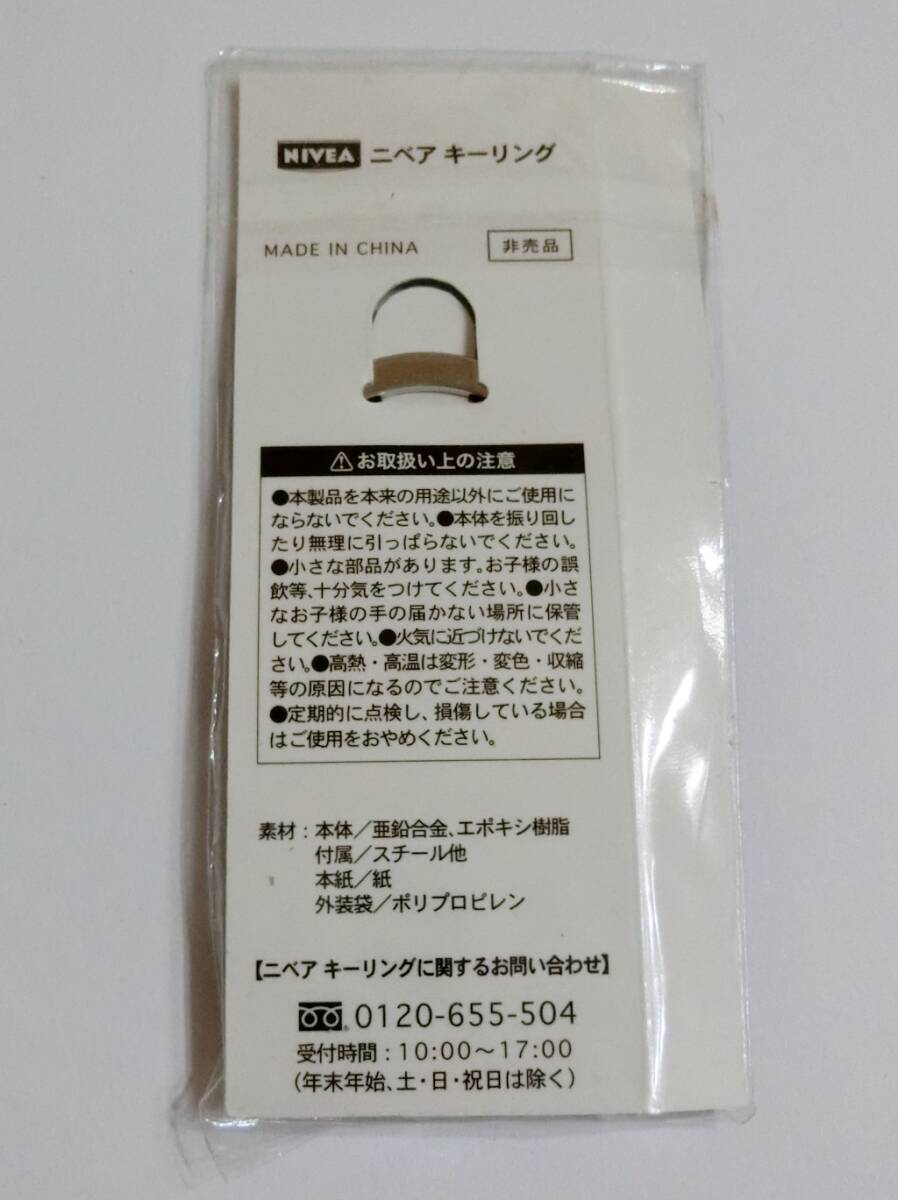 NIVEA ニベア キーリング
MADE IN CHINA 非売品
⚠お取扱い上の注意
●本製品を本来の用途以外にご使用に
ならないでください。●本体を振り回し
たり無理に引っぱらないでください。
●小さな部品があります。お子様の誤
飲等、十分気をつけてください。●小さ
なお子様の手の届かない場所に保管
してください。●火気に近づけないでくだ
さい。●高熱・高温は変形・変色・収縮
等の原因になるのでご注意ください。
●定期的に点検し、損傷している場合
はご使用をおやめください。
素材：本体／亜鉛合金、エポキシ樹脂
付属／スチール他
本紙／紙
外装袋／ポリプロピレン
【ニベア キーリングに関するお問い合わせ】
0120-655-504
受付時間：10:00～17:00
（年末年始、土・日・祝日は除く）